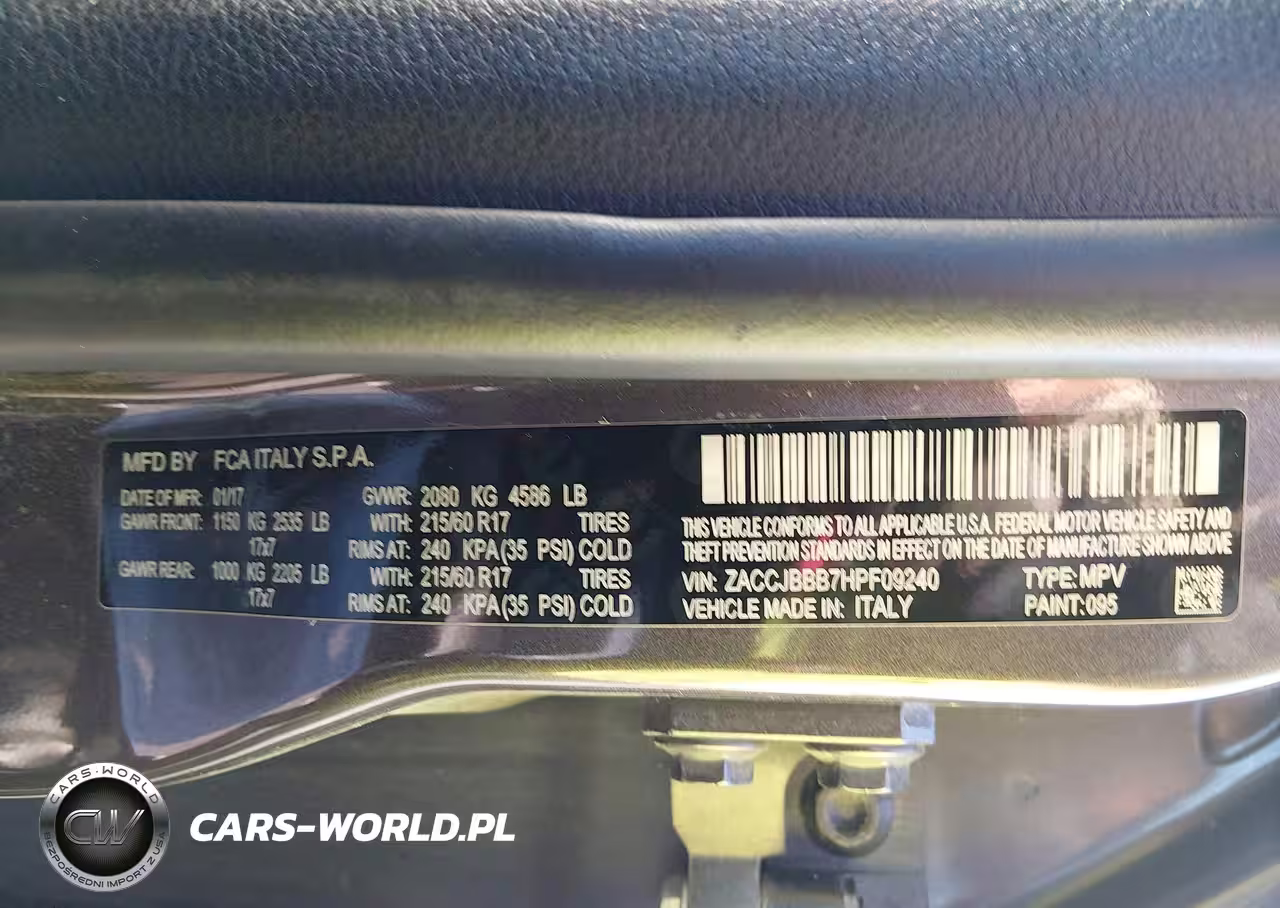 MFD BY FCA ITALY S.P.A.
DATE OF MFR: 01/17 GVWR: 2080 KG 4586 LB
GAWR FRONT: 1150 KG 2535 LB WITH: 215/60 R17 TIRES
17x7 RIMS AT: 240 KPA(35 PSI) COLD
GAWR REAR: 1000 KG 2205 LB WITH: 215/60 R17 TIRES
17x7 RIMS AT: 240 KPA(35 PSI) COLD
THIS VEHICLE CONFORMS TO ALL APPLICABLE U.S.A. FEDERAL MOTOR VEHICLE SAFETY AND
THEFT PREVENTION STANDARDS IN EFFECT ON THE DATE OF MANUFACTURE SHOWN ABOVE
VIN: ZACCJBBB7HPF09240 TYPE: MPV
VEHICLE MADE IN: ITALY PAINT: 095
CARS-WORLD
CW
BEZPOŚREDNI IMPORT Z USA
CARS-WORLD.PL